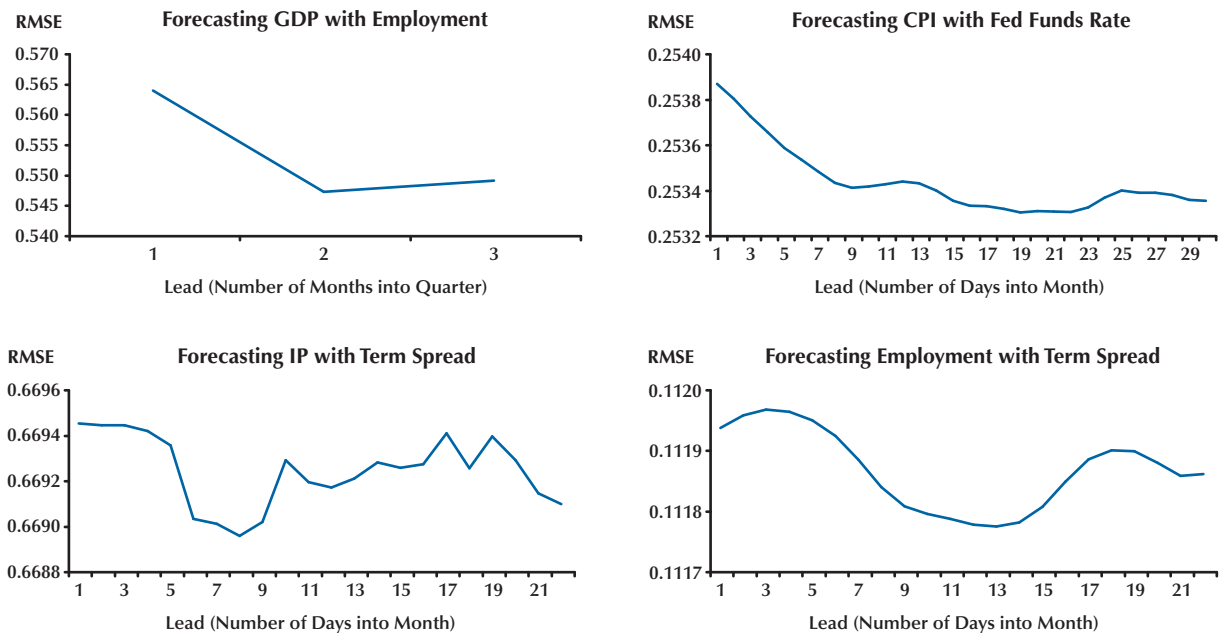 Forecasting GDP with Employment
RMSE
0.570
0.565
0.560
0.555
0.550
0.545
0.540
1 2 3
Lead (Number of Months into Quarter)
Forecasting CPI with Fed Funds Rate
RMSE
0.2540
0.2538
0.2536
0.2534
0.2532
1 3 5 7 9 11 13 15 17 19 21 23 25 27 29
Lead (Number of Days into Month)
Forecasting IP with Term Spread
RMSE
0.6696
0.6694
0.6692
0.6690
0.6688
1 3 5 7 9 11 13 15 17 19 21
Lead (Number of Days into Month)
Forecasting Employment with Term Spread
RMSE
0.1120
0.1119
0.1118
0.1117
1 3 5 7 9 11 13 15 17 19 21
Lead (Number of Days into Month)